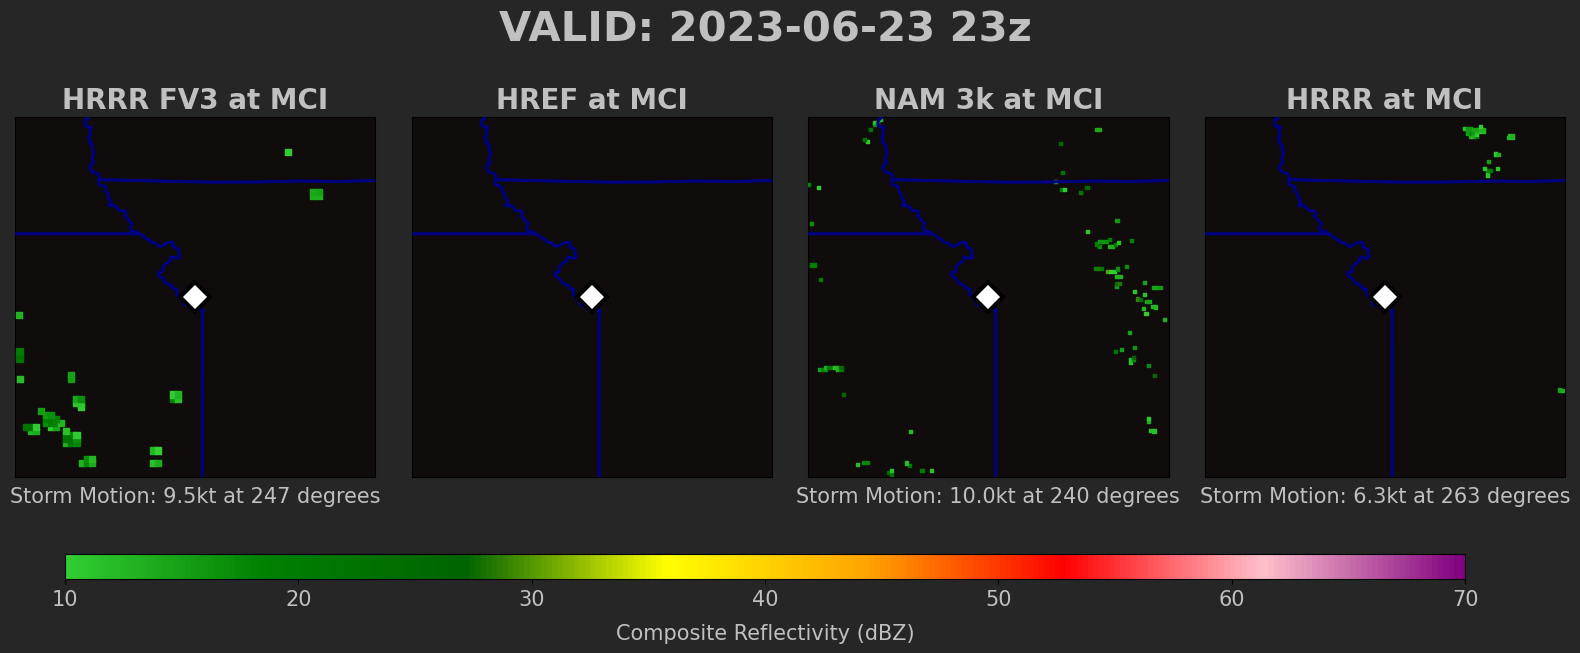 VALID: 2023-06-23 23z
HRRR FV3 at MCI
HREF at MCI
NAM 3k at MCI
HRRR at MCI
Storm Motion: 9.5kt at 247 degrees
Storm Motion: 10.0kt at 240 degrees
Storm Motion: 6.3kt at 263 degrees
10 20 30 40 50 60 70
Composite Reflectivity (dBZ)